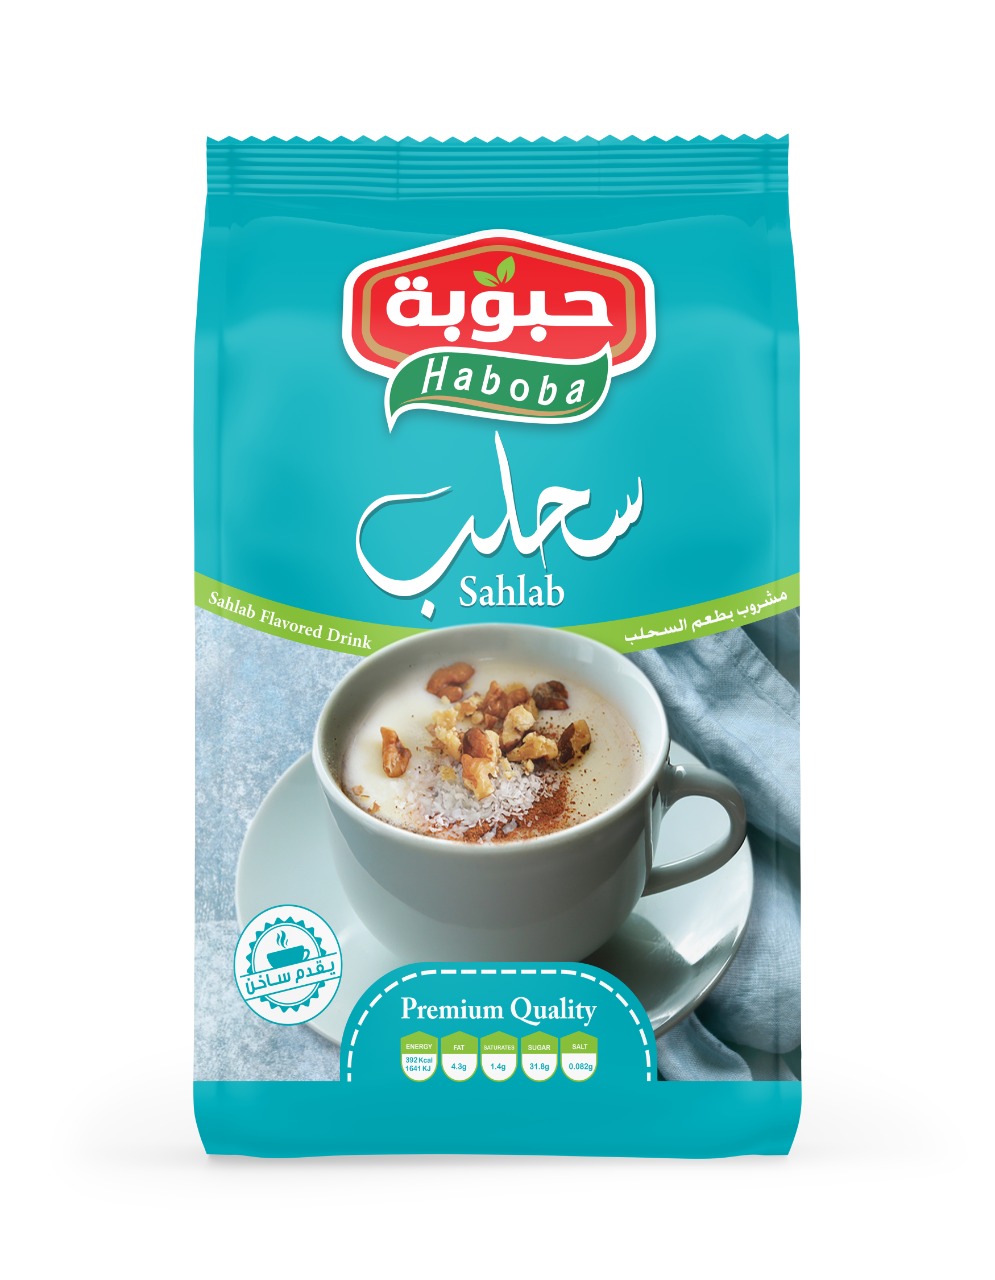 حبوبة
Haboba
سحلب
Sahlab
Sahlab Flavored Drink
مشروب بطعم السحلب
يقدم ساخن
Premium Quality
ENERGY
392 Kcal
1641 KJ
FAT
4.3g
SATURATES
1.4g
SUGAR
31.8g
SALT
0.082g